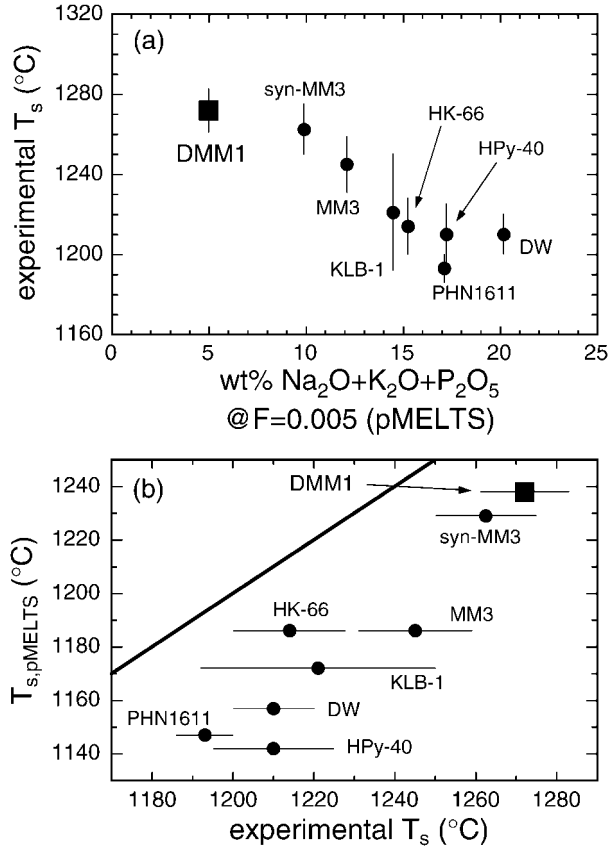 (a)
1320
1280
1240
1200
1160
experimental Tₛ (°C)
syn-MM3
HK-66
DMM1
HPy-40
MM3
KLB-1
DW
PHN1611
0 5 10 15 20 25
wt% Na₂O+K₂O+P₂O₅
@F=0.005 (pMELTS)
(b)
1240
1220
1200
1180
1160
1140
Tₛ,pMELTS (°C)
DMM1
syn-MM3
HK-66
MM3
KLB-1
PHN1611
DW
HPy-40
1180 1200 1220 1240 1260 1280
experimental Tₛ (°C)